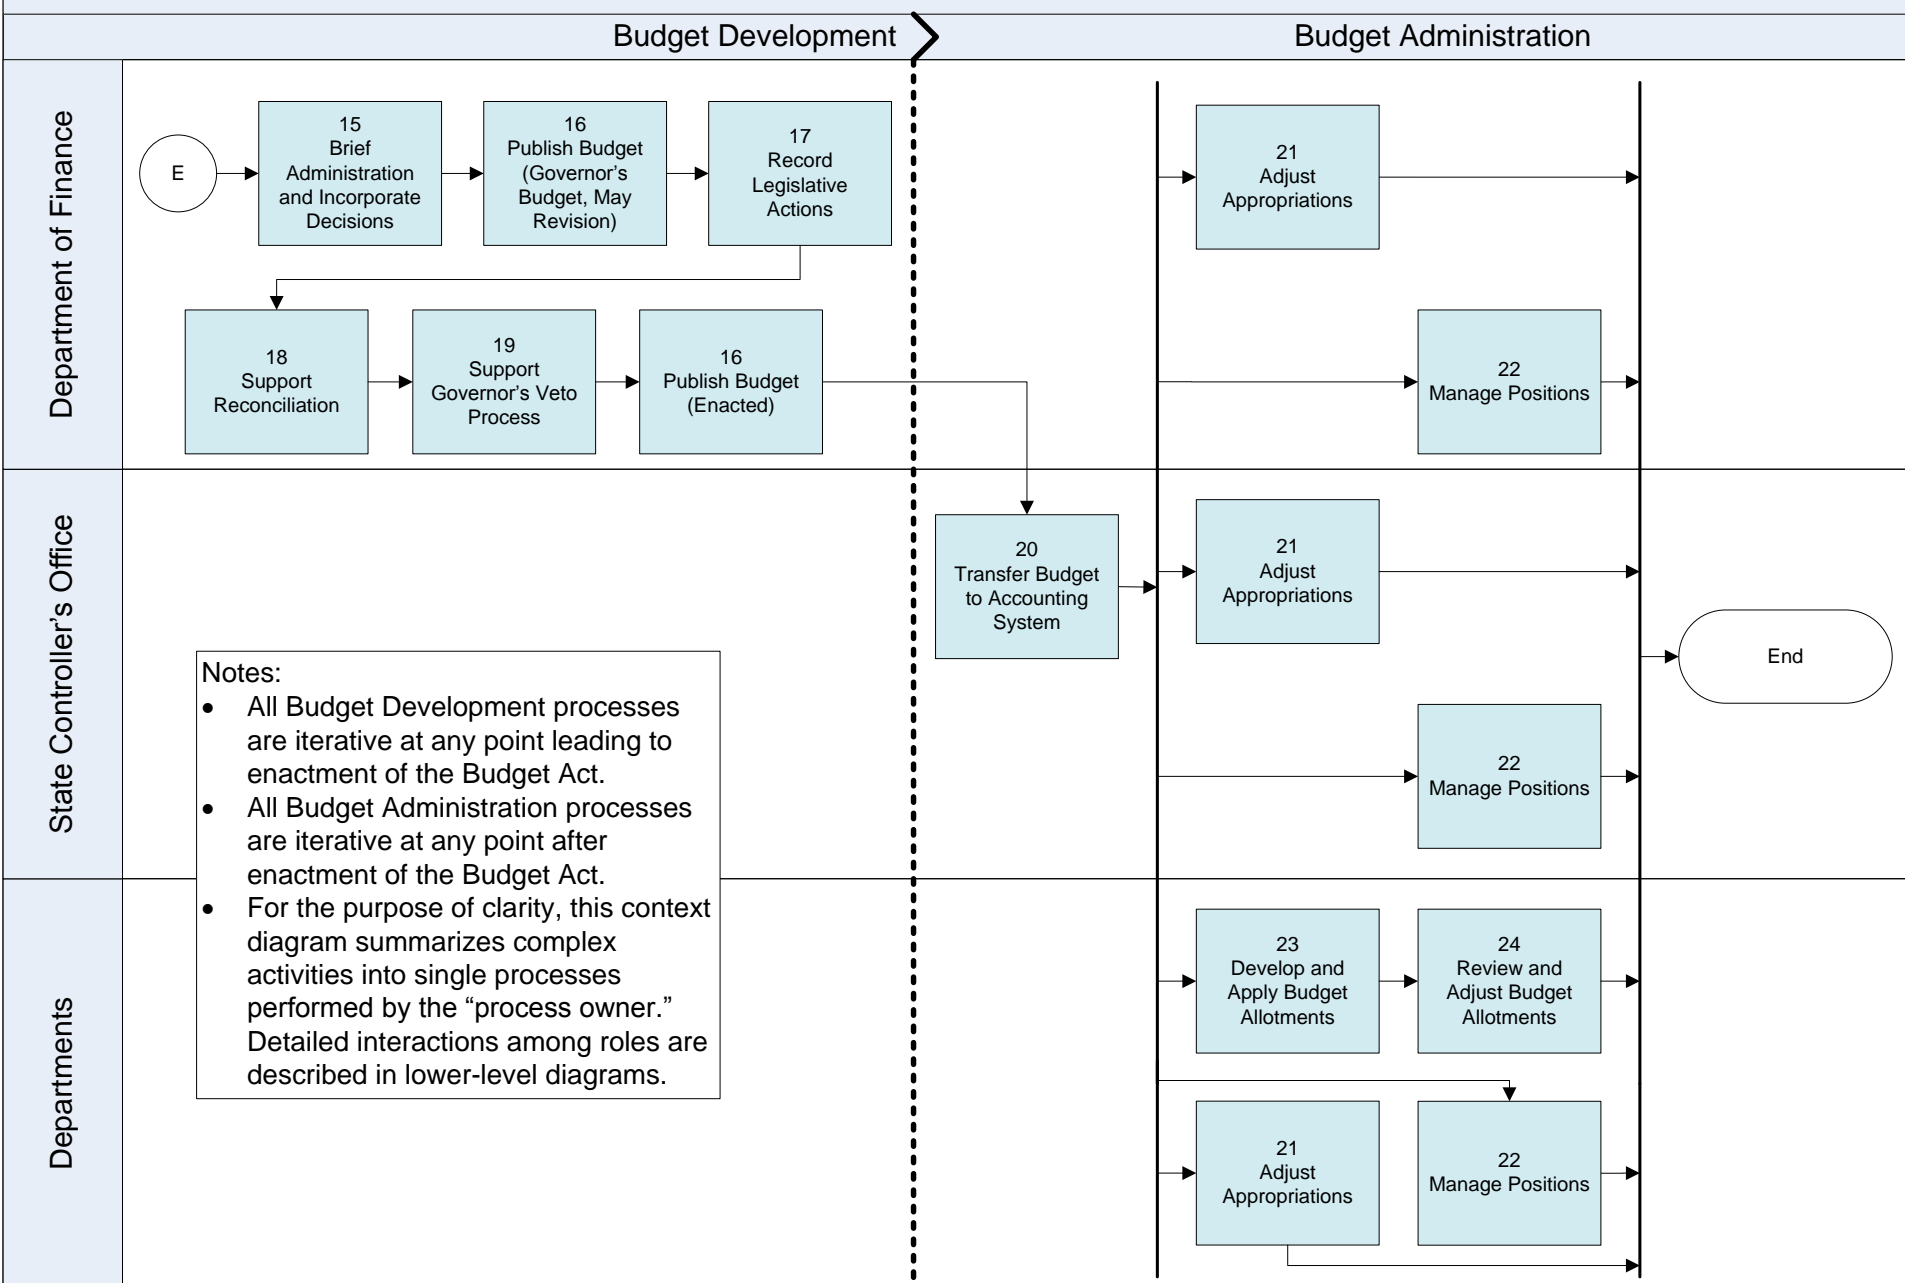 Budget Development
Budget Administration
Department of Finance
E
15
Brief
Administration
and Incorporate
Decisions
16
Publish Budget
(Governor’s
Budget, May
Revision)
17
Record
Legislative
Actions
21
Adjust
Appropriations
18
Support
Reconciliation
19
Support
Governor’s Veto
Process
16
Publish Budget
(Enacted)
22
Manage Positions
State Controller’s Office
20
Transfer Budget
to Accounting
System
21
Adjust
Appropriations
End
22
Manage Positions
Notes:
• All Budget Development processes
are iterative at any point leading to
enactment of the Budget Act.
• All Budget Administration processes
are iterative at any point after
enactment of the Budget Act.
• For the purpose of clarity, this context
diagram summarizes complex
activities into single processes
performed by the “process owner.”
Detailed interactions among roles are
described in lower-level diagrams.
Departments
23
Develop and
Apply Budget
Allotments
24
Review and
Adjust Budget
Allotments
21
Adjust
Appropriations
22
Manage Positions